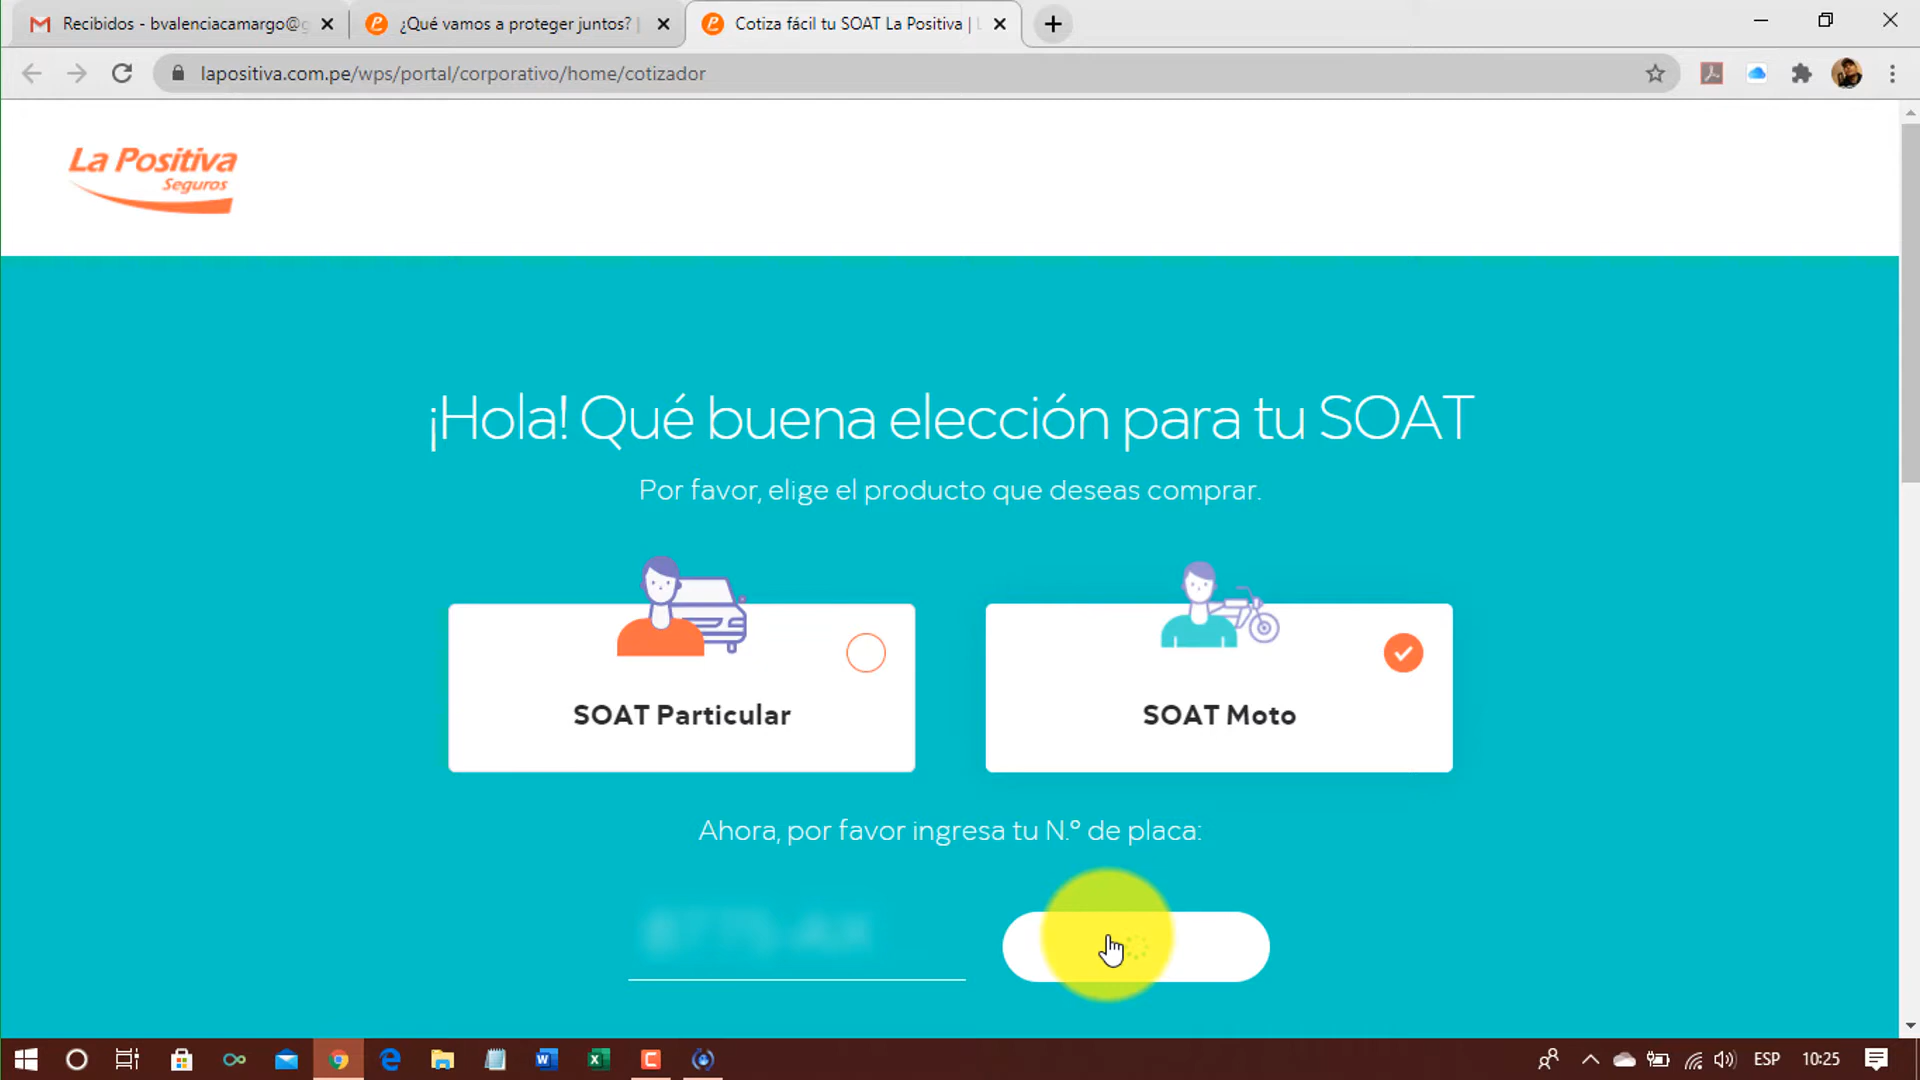 Recibidos - bvalenciacamargo@g
¿Qué vamos a proteger juntos? |
Cotiza fácil tu SOAT La Positiva | L
lapositiva.com.pe/wps/portal/corporativo/home/cotizador
La Positiva
Seguros
¡Hola! Qué buena elección para tu SOAT
Por favor, elige el producto que deseas comprar.
SOAT Particular
SOAT Moto
Ahora, por favor ingresa tu N.° de placa:
ESP
10:25